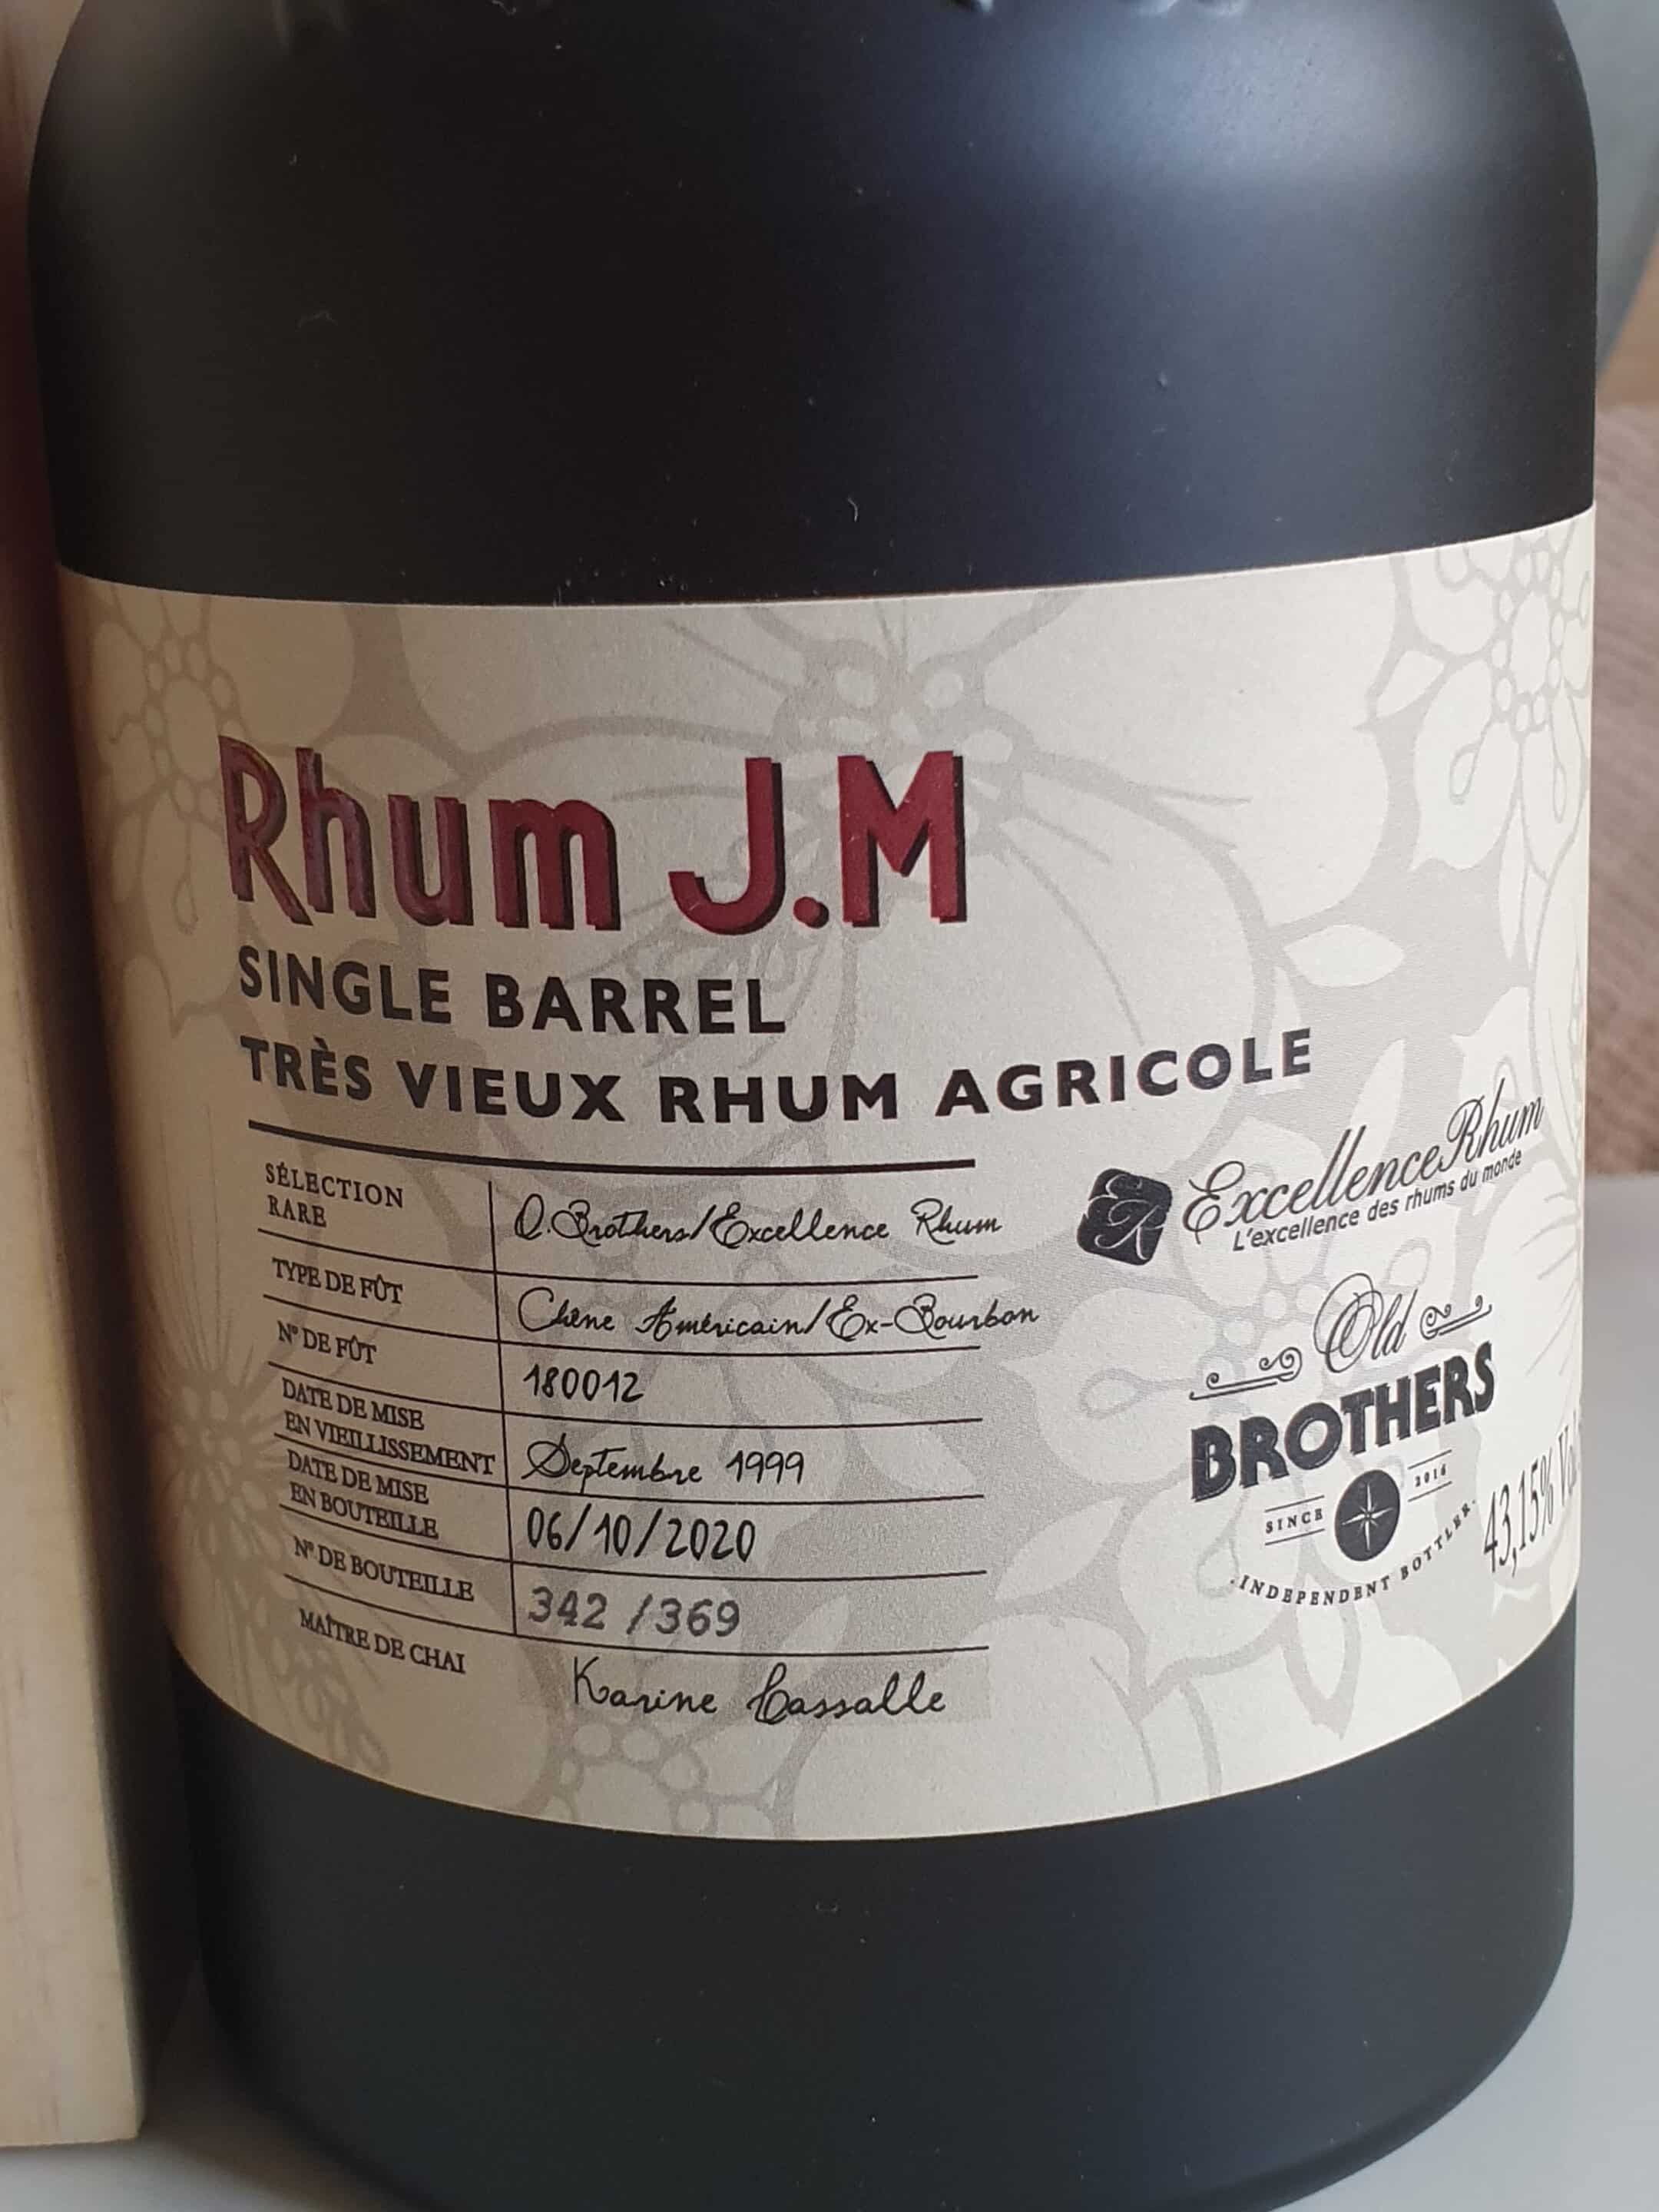 Rhum J.M
SINGLE BARREL
TRÈS VIEUX RHUM AGRICOLE
SÉLECTION
RARE
O.Brothers/Excellence Rhum
TYPE DE FÛT
Chêne Américain/Ex-Bourbon
N° DE FÛT
180012
DATE DE MISE
EN VIEILLISSEMENT
Septembre 1999
DATE DE MISE
EN BOUTEILLE
06/10/2020
N° DE BOUTEILLE
342 /369
MAÎTRE DE CHAI
Karine Lassalle
ER
ExcellenceRhum
L'excellence des rhums du monde
Old
BROTHERS
SINCE 2016
·INDEPENDENT BOTTLER·
43,15% Vol